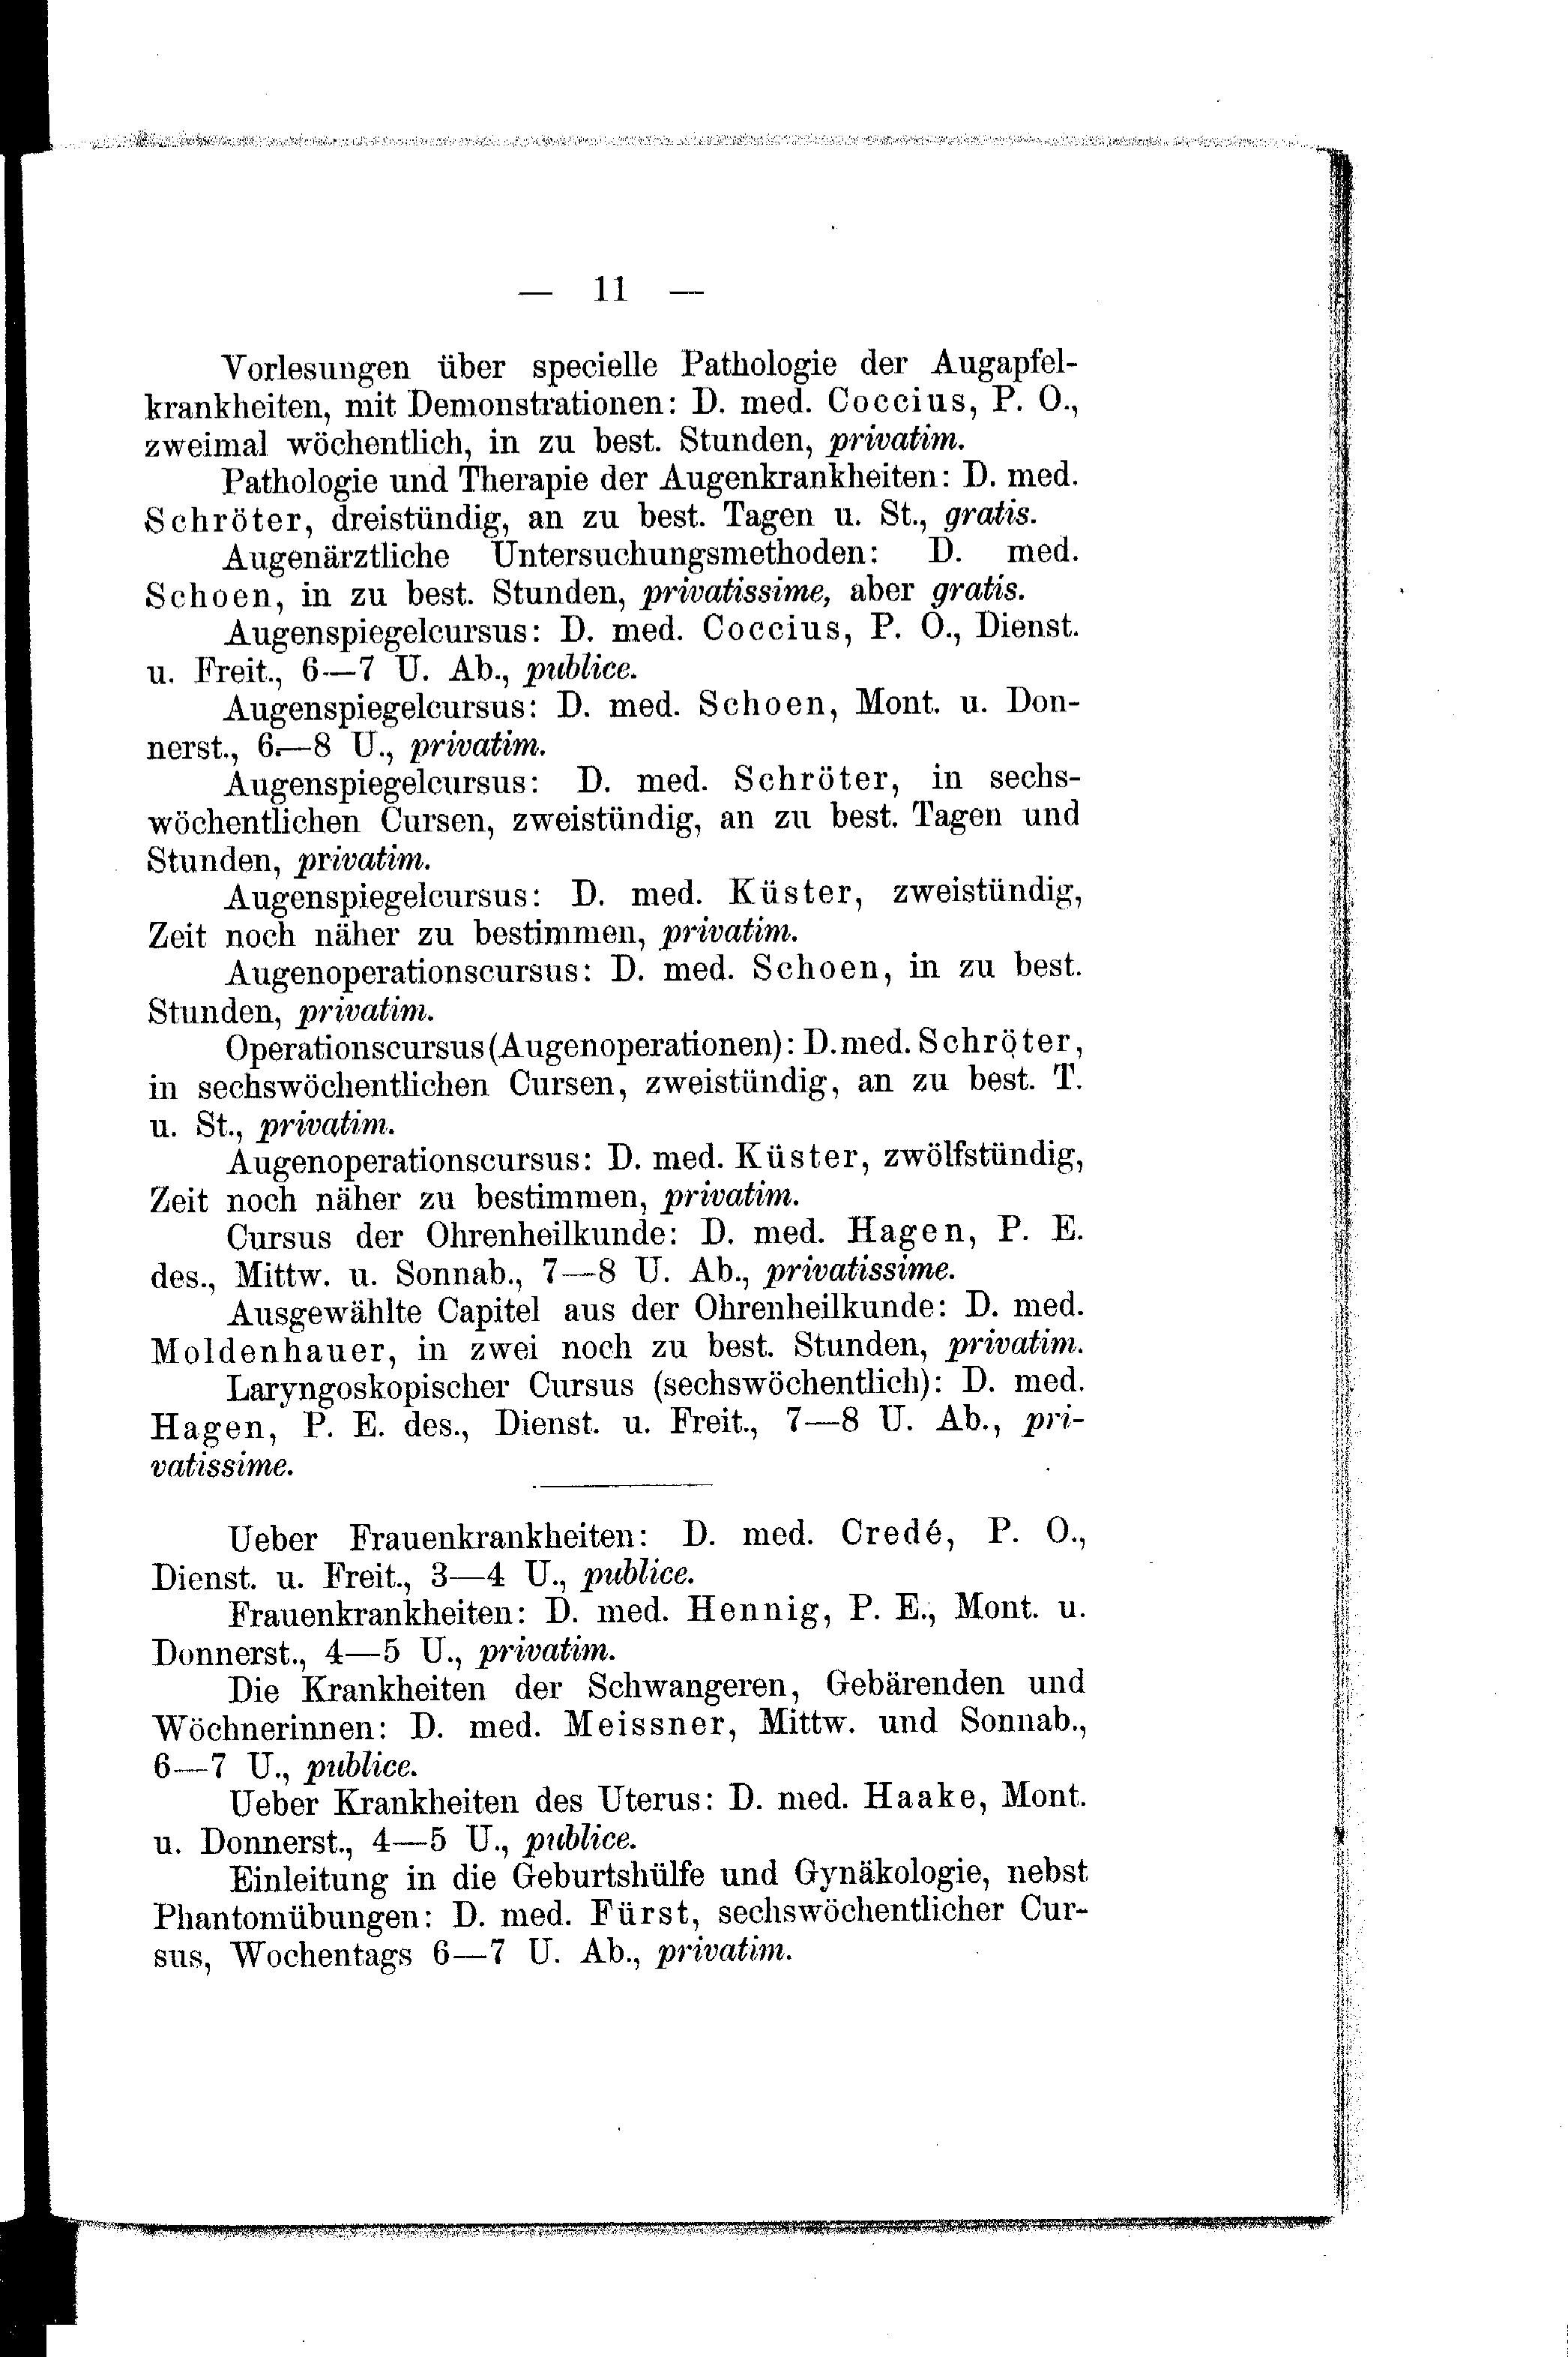 — 11 —
Vorlesungen über specielle Pathologie der Augapfel-
krankheiten, mit Demonstrationen: D. med. Coccius, P. O.,
zweimal wöchentlich, in zu best. Stunden, privatim.
Pathologie und Therapie der Augenkrankheiten: D. med.
Schröter, dreistündig, an zu best. Tagen u. St., gratis.
Augenärztliche Untersuchungsmethoden: D. med.
Schoen, in zu best. Stunden, privatissime, aber gratis.
Augenspiegelcursus: D. med. Coccius, P. O., Dienst.
u. Freit., 6—7 U. Ab., publice.
Augenspiegelcursus: D. med. Schoen, Mont. u. Don-
nerst., 6—8 U., privatim.
Augenspiegelcursus: D. med. Schröter, in sechs-
wöchentlichen Cursen, zweistündig, an zu best. Tagen und
Stunden, privatim.
Augenspiegelcursus: D. med. Küster, zweistündig,
Zeit noch näher zu bestimmen, privatim.
Augenoperationscursus: D. med. Schoen, in zu best.
Stunden, privatim.
Operationscursus (Augenoperationen): D. med. Schröter,
in sechswöchentlichen Cursen, zweistündig, an zu best. T.
u. St., privatim.
Augenoperationscursus: D. med. Küster, zwölfstündig,
Zeit noch näher zu bestimmen, privatim.
Cursus der Ohrenheilkunde: D. med. Hagen, P. E.
des., Mittw. u. Sonnab., 7—8 U. Ab., privatissime.
Ausgewählte Capitel aus der Ohrenheilkunde: D. med.
Moldenhauer, in zwei noch zu best. Stunden, privatim.
Laryngoskopischer Cursus (sechswöchentlich): D. med.
Hagen, P. E. des., Dienst. u. Freit., 7—8 U. Ab., pri-
vatissime.
Ueber Frauenkrankheiten: D. med. Credé, P. O.,
Dienst. u. Freit., 3—4 U., publice.
Frauenkrankheiten: D. med. Hennig, P. E., Mont. u.
Donnerst., 4—5 U., privatim.
Die Krankheiten der Schwangeren, Gebärenden und
Wöchnerinnen: D. med. Meissner, Mittw. und Sonnab.,
6—7 U., publice.
Ueber Krankheiten des Uterus: D. med. Haake, Mont.
u. Donnerst., 4—5 U., publice.
Einleitung in die Geburtshülfe und Gynäkologie, nebst
Phantomübungen: D. med. Fürst, sechswöchentlicher Cur-
sus, Wochentags 6—7 U. Ab., privatim.